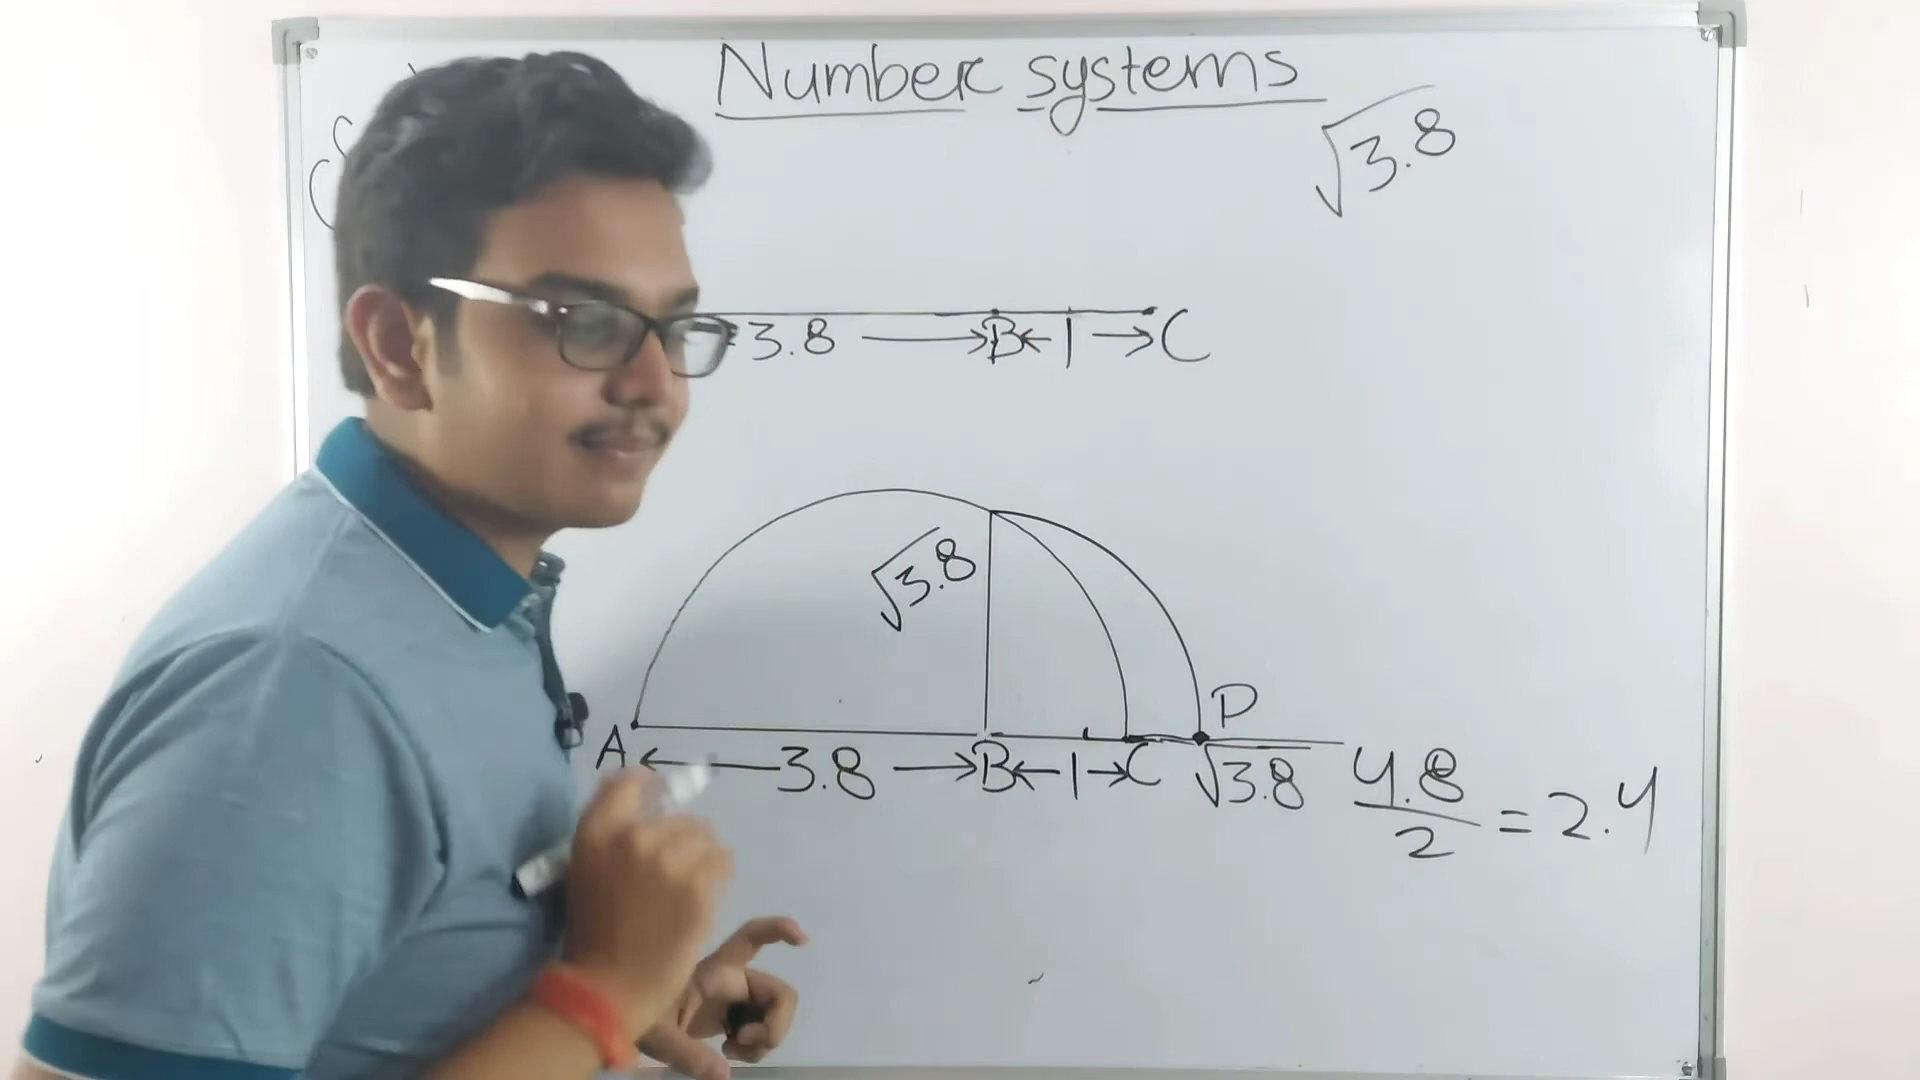 Number systems
√3.8
3.8 → B ← 1 → C
√3.8
P
A ← 3.8 → B ← 1 → C √3.8 4.8/2 = 2.4